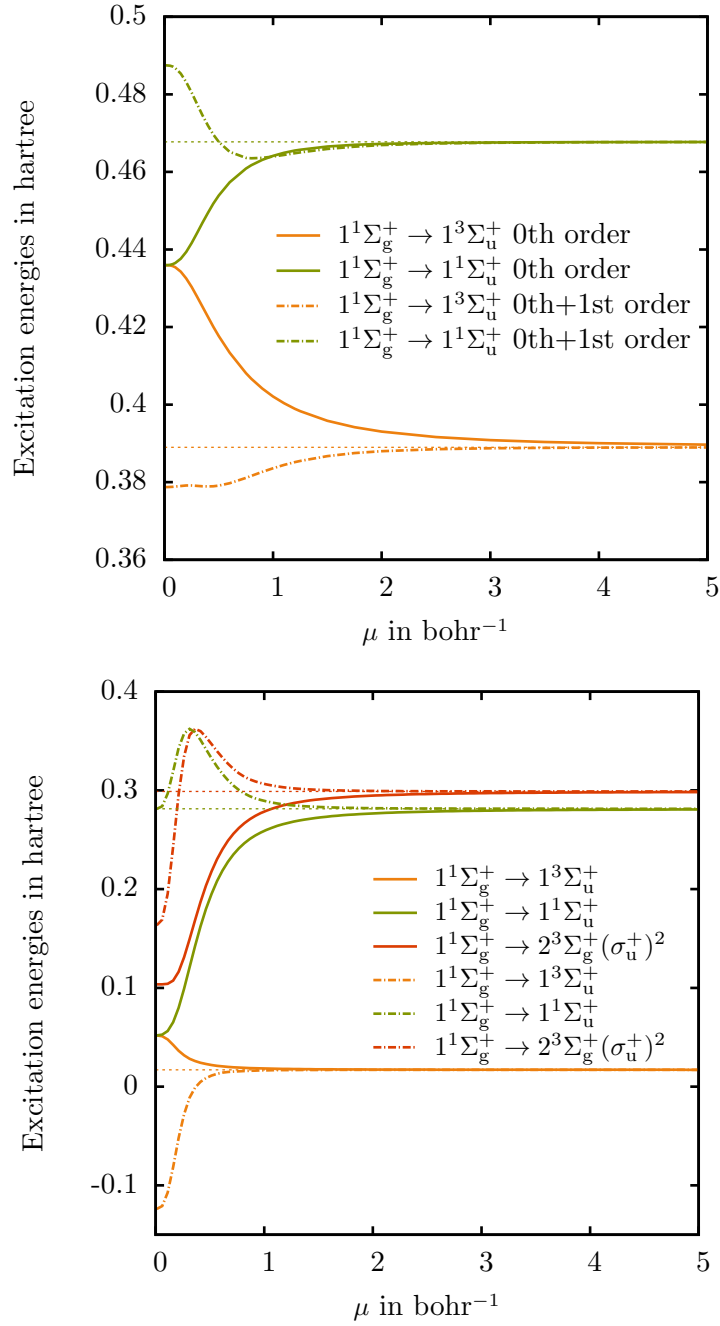 0.5
0.48
0.46
0.44
0.42
0.4
0.38
0.36
Excitation energies in hartree
1¹Σg⁺ → 1³Σu⁺ 0th order
1¹Σg⁺ → 1¹Σu⁺ 0th order
1¹Σg⁺ → 1³Σu⁺ 0th+1st order
1¹Σg⁺ → 1¹Σu⁺ 0th+1st order
0 1 2 3 4 5
μ in bohr⁻¹
0.4
0.3
0.2
0.1
0
-0.1
Excitation energies in hartree
1¹Σg⁺ → 1³Σu⁺
1¹Σg⁺ → 1¹Σu⁺
1¹Σg⁺ → 2³Σg⁺(σu⁺)²
1¹Σg⁺ → 1³Σu⁺
1¹Σg⁺ → 1¹Σu⁺
1¹Σg⁺ → 2³Σg⁺(σu⁺)²
0 1 2 3 4 5
μ in bohr⁻¹